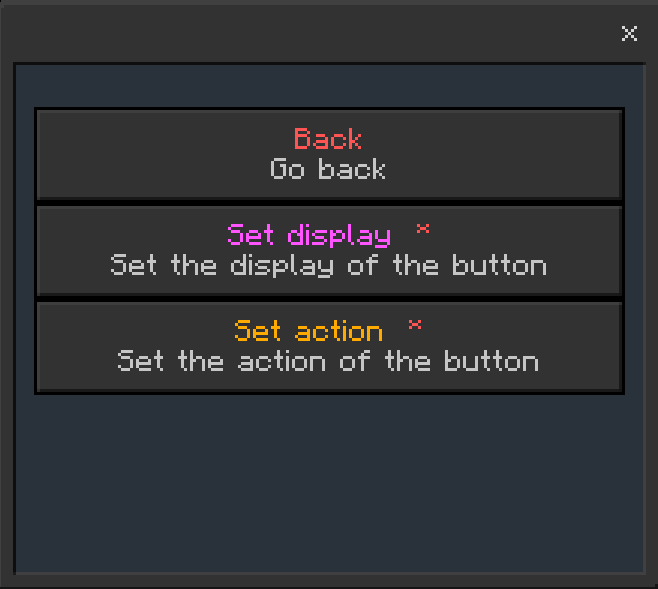 Back
Go back
Set display *
Set the display of the button
Set action *
Set the action of the button